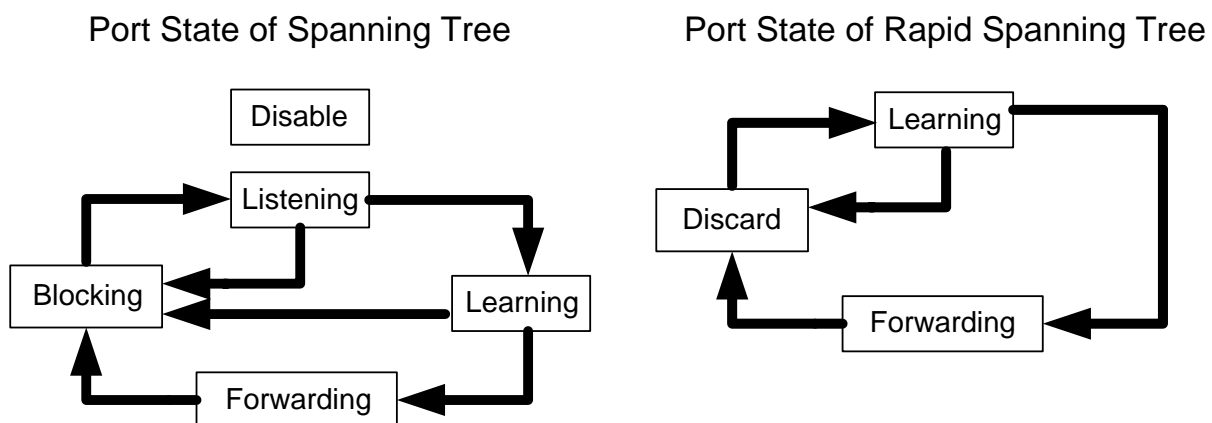 Port State of Spanning Tree
Disable
Listening
Blocking
Learning
Forwarding
Port State of Rapid Spanning Tree
Learning
Discard
Forwarding